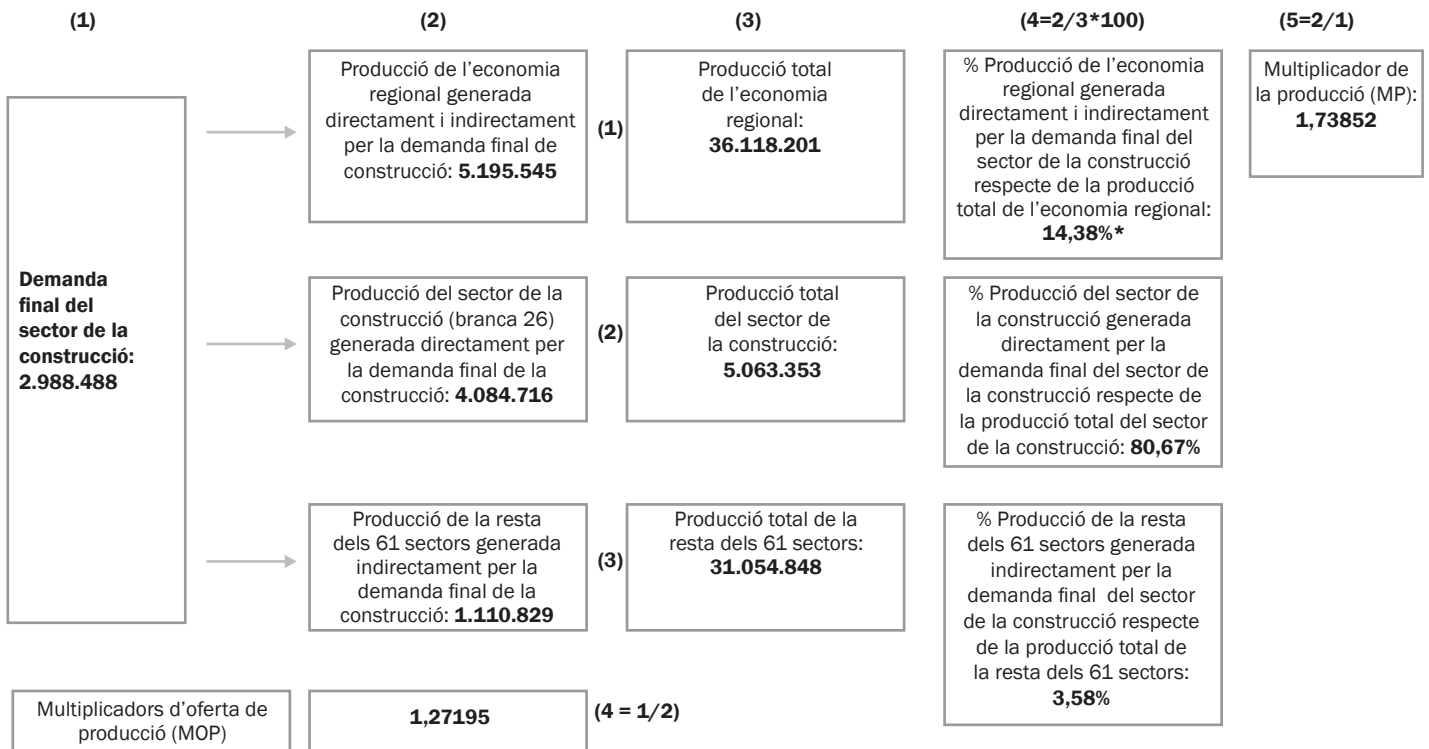 (1)
(2)
(3)
(4=2/3*100)
(5=2/1)
Demanda
final del
sector de la
construcció:
2.988.488
Producció de l’economia
regional generada
directament i indirectament
per la demanda final de
construcció: 5.195.545
(1)
Producció total
de l’economia
regional:
36.118.201
% Producció de l’economia
regional generada
directament i indirectament
per la demanda final del
sector de la construcció
respecte de la producció
total de l’economia regional:
14,38%*
Multiplicador de
la producció (MP):
1,73852
Producció del sector de la
construcció (branca 26)
generada directament per
la demanda final de la
construcció: 4.084.716
(2)
Producció total
del sector de
la construcció:
5.063.353
% Producció del sector de
la construcció generada
directament per la
demanda final del sector de
la construcció respecte de
la producció total del sector
de la construcció: 80,67%
Producció de la resta
dels 61 sectors generada
indirectament per la
demanda final de la
construcció: 1.110.829
(3)
Producció total de la
resta dels 61 sectors:
31.054.848
% Producció de la resta
dels 61 sectors generada
indirectament per la
demanda final del sector
de la construcció respecte
de la producció total de
la resta dels 61 sectors:
3,58%
Multiplicadors d’oferta de
producció (MOP)
1,27195
(4 = 1/2)